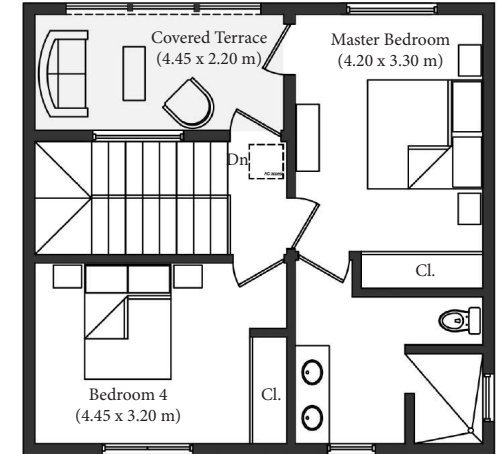 Covered Terrace
(4.45 x 2.20 m)
Master Bedroom
(4.20 x 3.30 m)
Dn
Cl.
Bedroom 4
(4.45 x 3.20 m)
Cl.